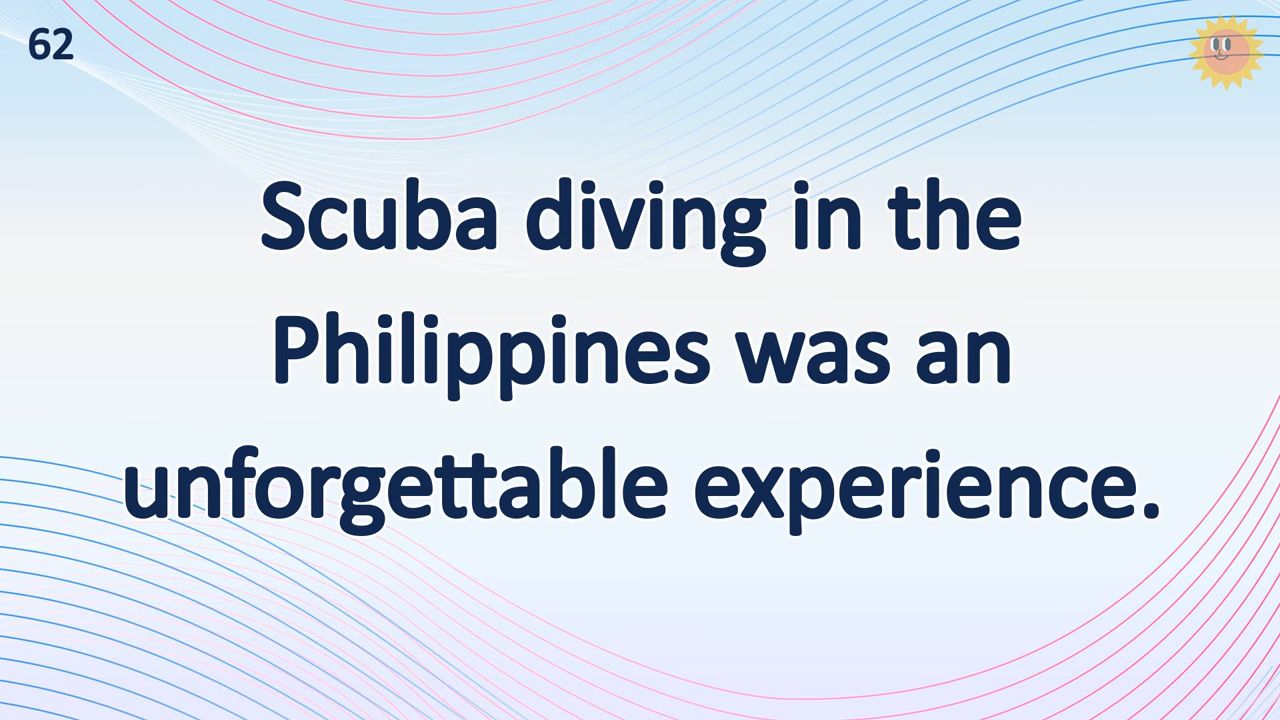 62
Scuba diving in the
Philippines was an
unforgettable experience.